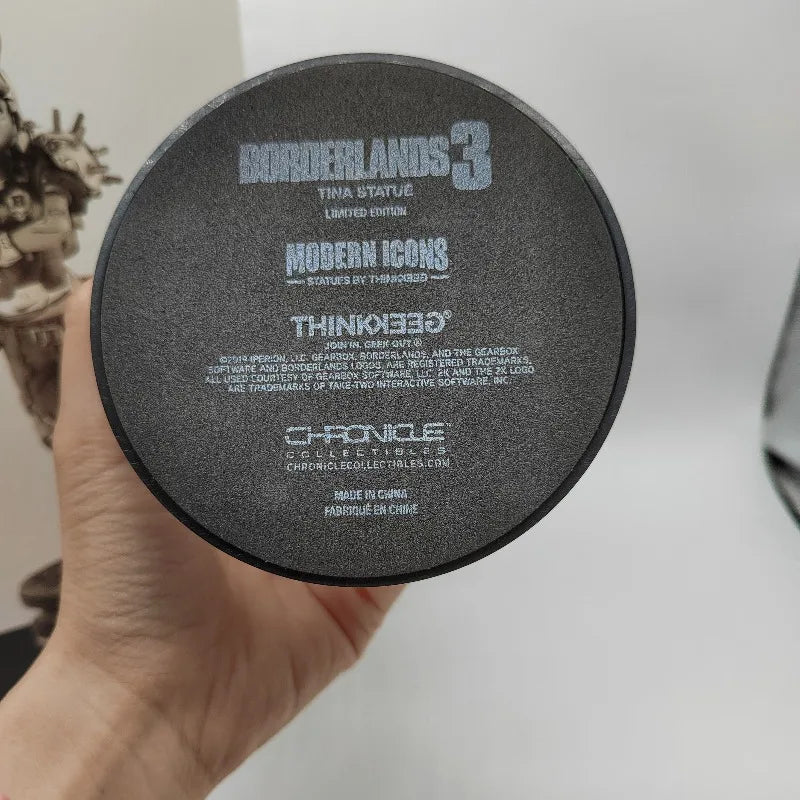 BORDERLANDS 3
TINA STATUE
LIMITED EDITION
MODERN ICONS
STATUES BY THINKGEEK
THINKGEEK®
JOIN IN. GEEK OUT.®
©2019 IPERION, LLC. GEARBOX, BORDERLANDS, AND THE GEARBOX
SOFTWARE AND BORDERLANDS LOGOS, ARE REGISTERED TRADEMARKS,
ALL USED COURTESY OF GEARBOX SOFTWARE, LLC. 2K AND THE 2K LOGO
ARE TRADEMARKS OF TAKE-TWO INTERACTIVE SOFTWARE, INC.
CHRONICLE™
COLLECTIBLES
CHRONICLECOLLECTIBLES.COM
MADE IN CHINA
FABRIQUÉ EN CHINE